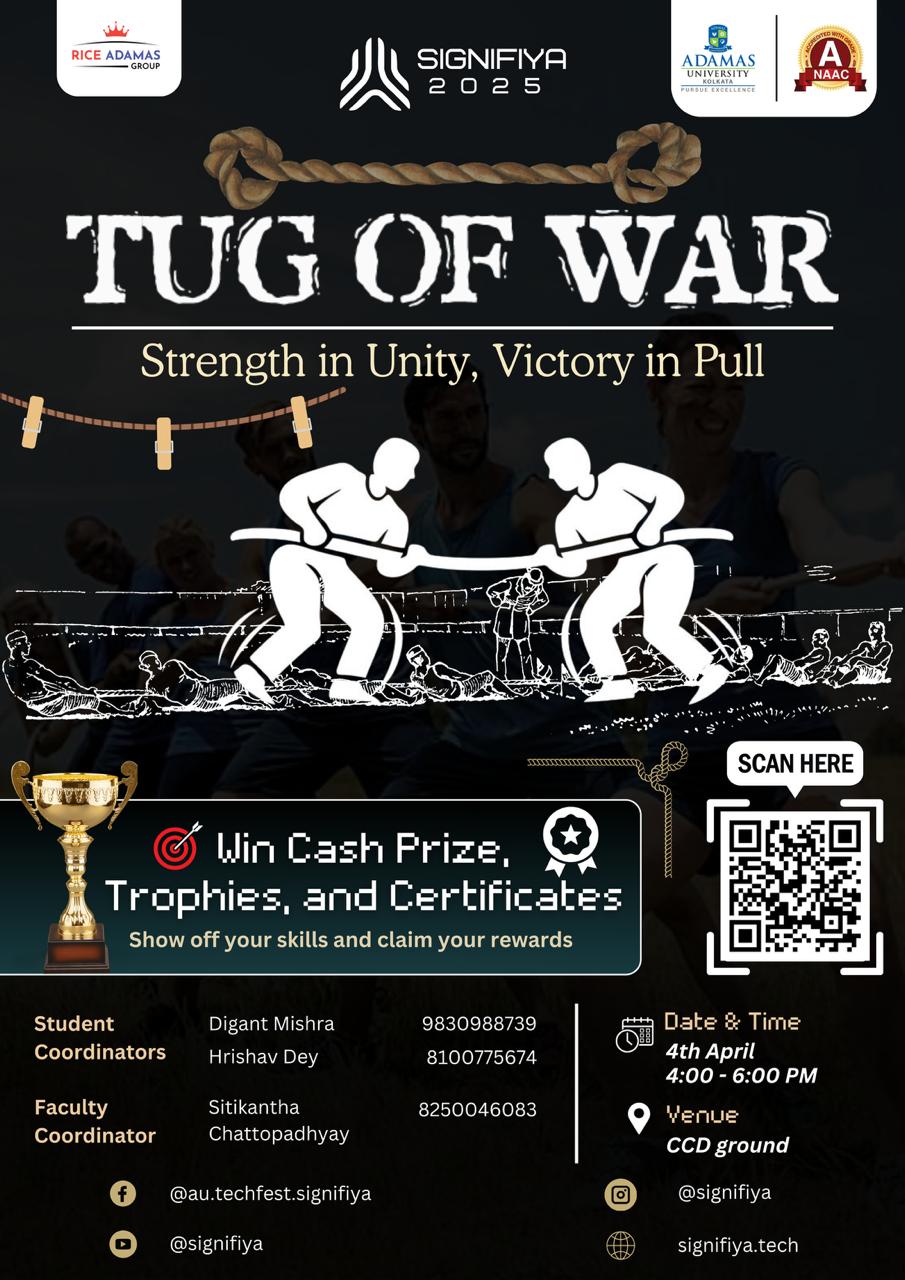 RICE ADAMAS
GROUP
SIGNIFIYA
2025
ADAMAS
UNIVERSITY
KOLKATA
PURSUE EXCELLENCE
ACCREDITED WITH GRADE
A
NAAC
TUG OF WAR
Strength in Unity, Victory in Pull
SCAN HERE
Win Cash Prize,
Trophies, and Certificates
Show off your skills and claim your rewards
Student
Coordinators
Digant Mishra 9830988739
Hrishav Dey 8100775674
Faculty
Coordinator
Sitikantha
Chattopadhyay
8250046083
Date & Time
4th April
4:00 - 6:00 PM
Venue
CCD ground
@au.techfest.signifiya
@signifiya
@signifiya
signifiya.tech